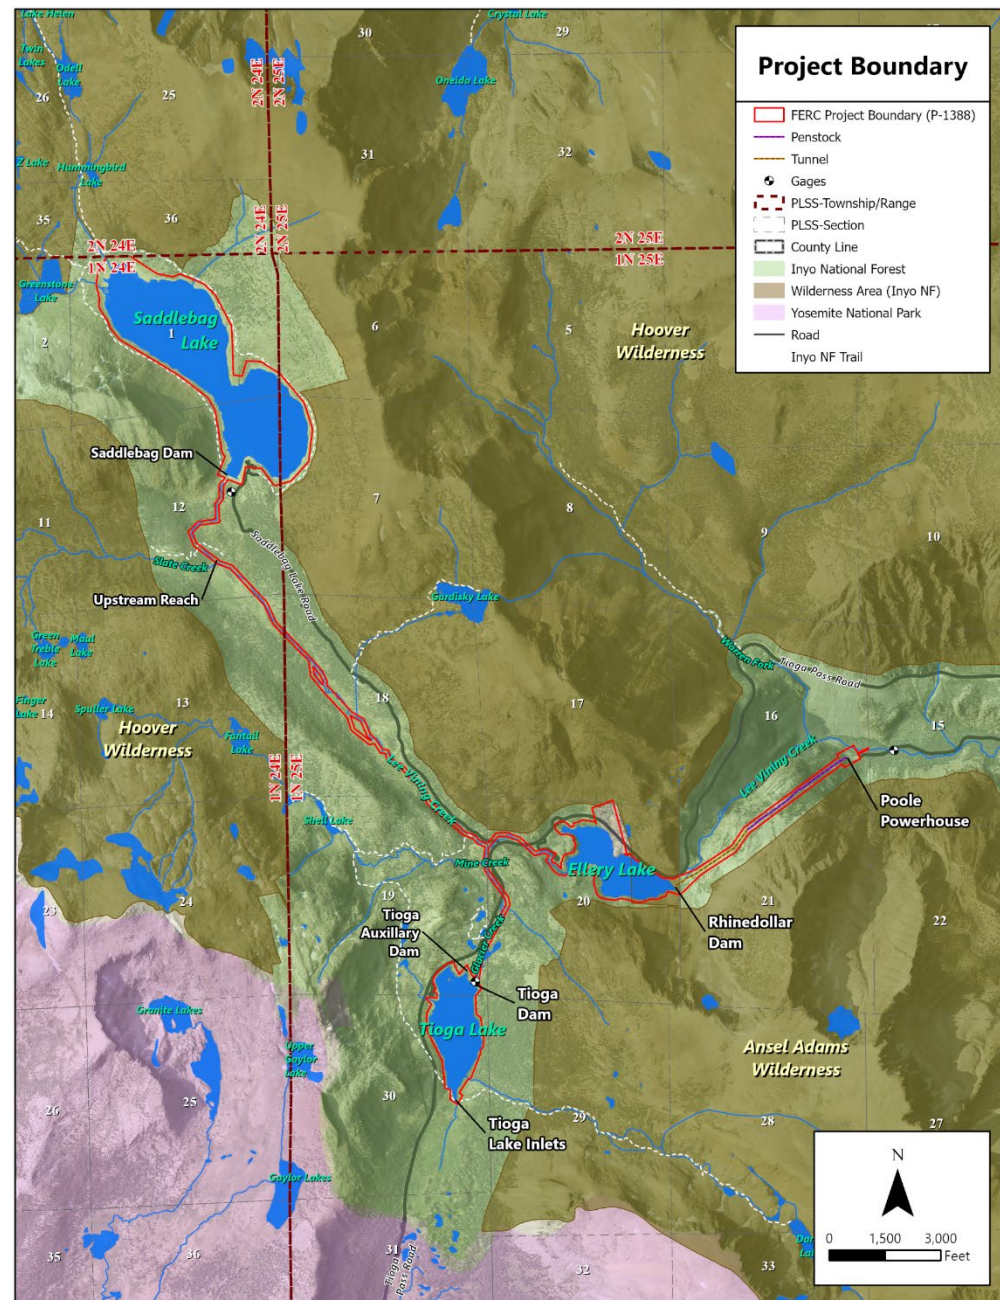 Project Boundary
FERC Project Boundary (P-1388)
Penstock
Tunnel
Gages
PLSS-Township/Range
PLSS-Section
County Line
Inyo National Forest
Wilderness Area (Inyo NF)
Yosemite National Park
Road
Inyo NF Trail
Lake Helen
Crystal Lake
30
29
Twin
Lakes
Odell
Lake
Oneida Lake
26
25
2N 24E
2N 25E
31
32
Z Lake
Hummingbird
Lake
35
36
2N 24E
2N 25E
2N 24E
1N 24E
2N 25E
1N 25E
Greenstone
Lake
Saddlebag
Lake
1
2
6
5
Hoover
Wilderness
Saddlebag Dam
12
7
8
9
10
11
Slate Creek
Saddlebag Lake Road
Upstream Reach
Gardisky Lake
Green
Treble
Lake
Maul
Lake
Warren Fork
Tioga Pass Road
Finger
Lake
14
Spuller Lake
13
18
17
16
15
Hoover
Wilderness
Fantail
Lake
1N 24E
1N 25E
Lee Vining Creek
Lee Vining Creek
Poole
Powerhouse
Shell Lake
Mine Creek
Ellery Lake
19
20
21
22
23
24
Rhinedollar
Dam
Tioga
Auxillary
Dam
Glacier Creek
Tioga
Dam
Granite Lakes
Tioga Lake
Upper
Gaylor
Lake
Ansel Adams
Wilderness
26
25
30
29
28
27
Tioga
Lake Inlets
Gaylor Lakes
35
36
31
32
33
Tioga
Pass Road
N
0
1,500
3,000
Feet